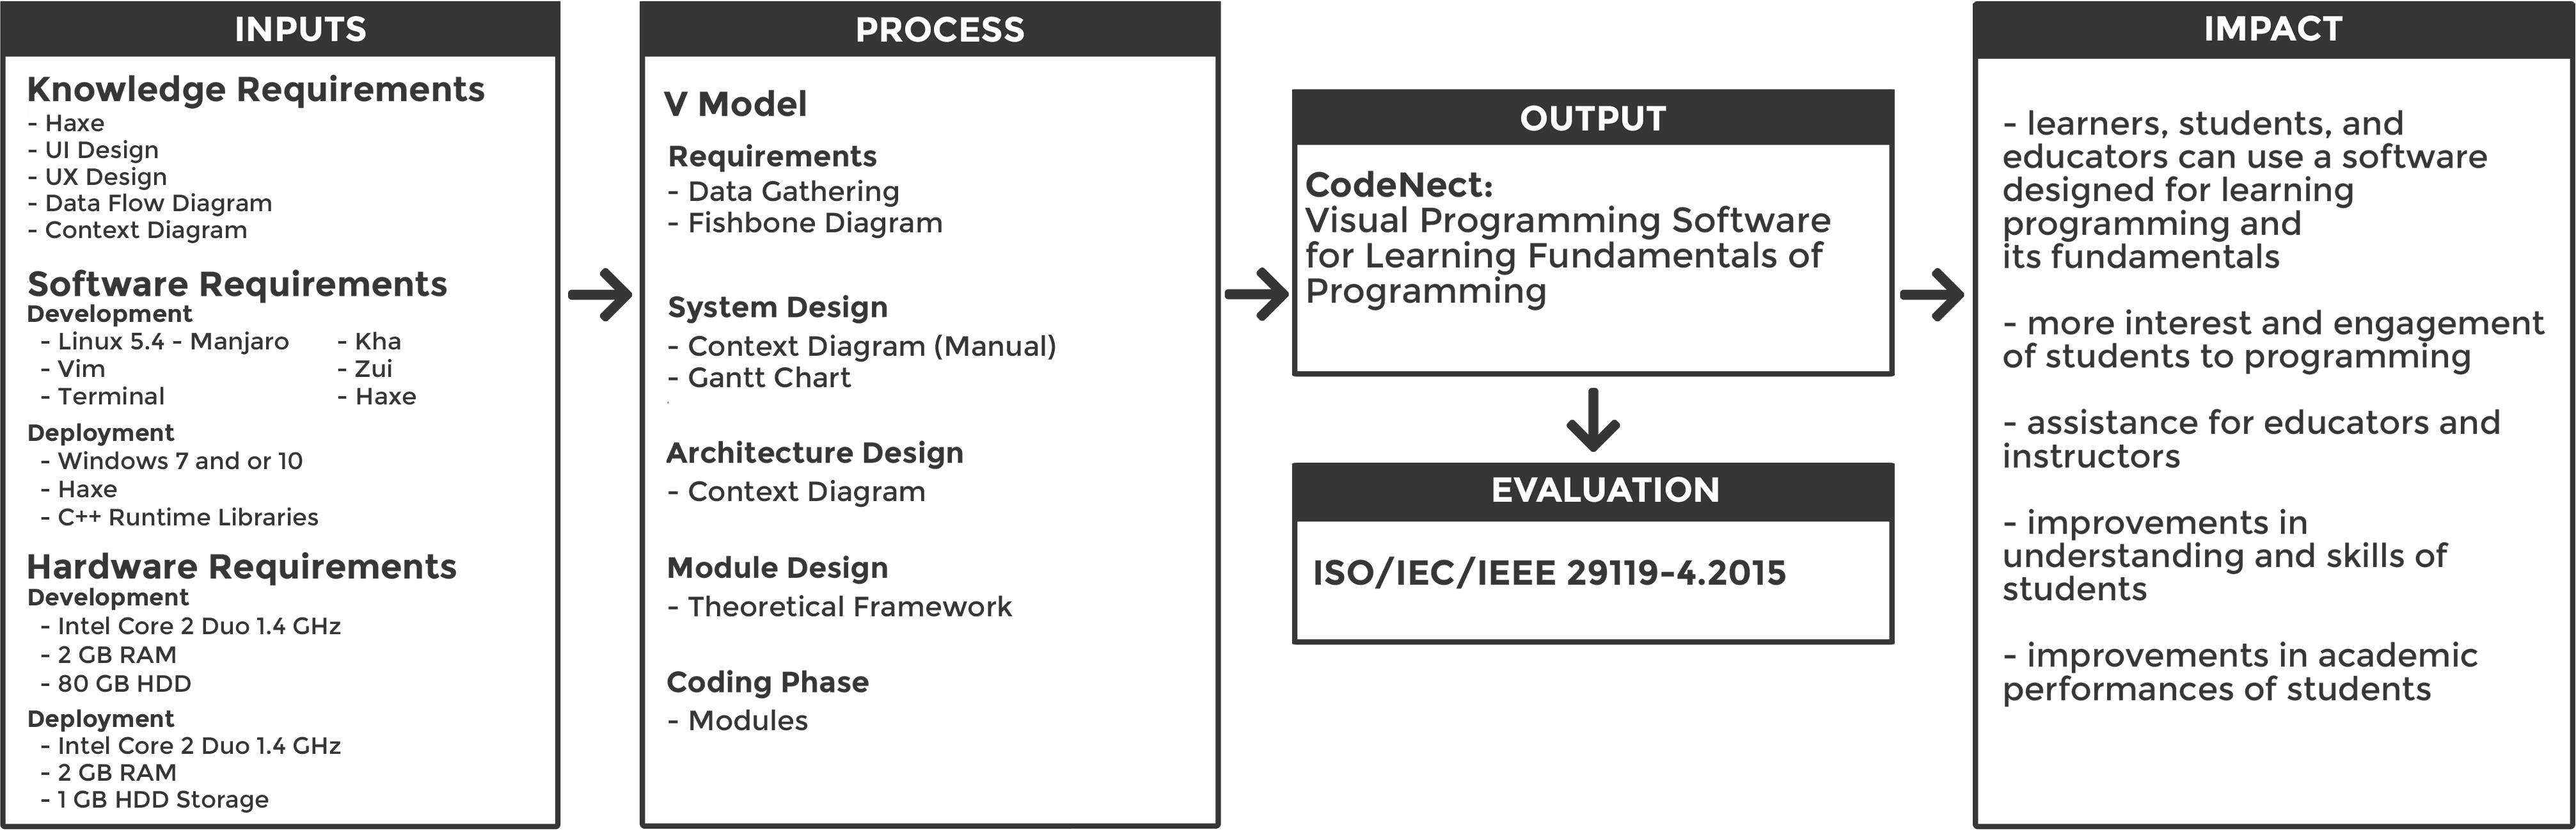 INPUTS
Knowledge Requirements
- Haxe
- UI Design
- UX Design
- Data Flow Diagram
- Context Diagram
Software Requirements
Development
- Linux 5.4 - Manjaro
- Vim
- Terminal
- Kha
- Zui
- Haxe
Deployment
- Windows 7 and or 10
- Haxe
- C++ Runtime Libraries
Hardware Requirements
Development
- Intel Core 2 Duo 1.4 GHz
- 2 GB RAM
- 80 GB HDD
Deployment
- Intel Core 2 Duo 1.4 GHz
- 2 GB RAM
- 1 GB HDD Storage
PROCESS
V Model
Requirements
- Data Gathering
- Fishbone Diagram
System Design
- Context Diagram (Manual)
- Gantt Chart
Architecture Design
- Context Diagram
Module Design
- Theoretical Framework
Coding Phase
- Modules
OUTPUT
CodeNect:
Visual Programming Software
for Learning Fundamentals of
Programming
EVALUATION
ISO/IEC/IEEE 29119-4.2015
IMPACT
- learners, students, and
educators can use a software
designed for learning
programming and
its fundamentals
- more interest and engagement
of students to programming
- assistance for educators and
instructors
- improvements in
understanding and skills of
students
- improvements in academic
performances of students